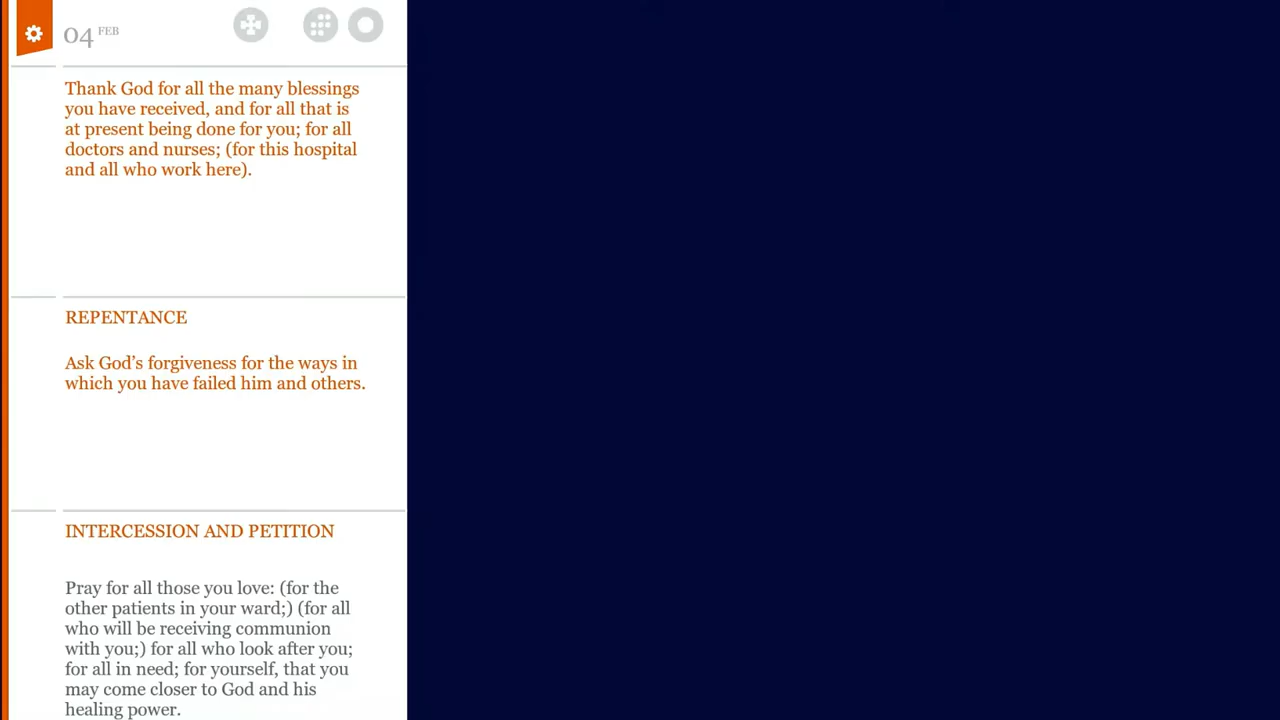 04 FEB
Thank God for all the many blessings
you have received, and for all that is
at present being done for you; for all
doctors and nurses; (for this hospital
and all who work here).
REPENTANCE
Ask God’s forgiveness for the ways in
which you have failed him and others.
INTERCESSION AND PETITION
Pray for all those you love: (for the
other patients in your ward;) (for all
who will be receiving communion
with you;) for all who look after you;
for all in need; for yourself, that you
may come closer to God and his
healing power.